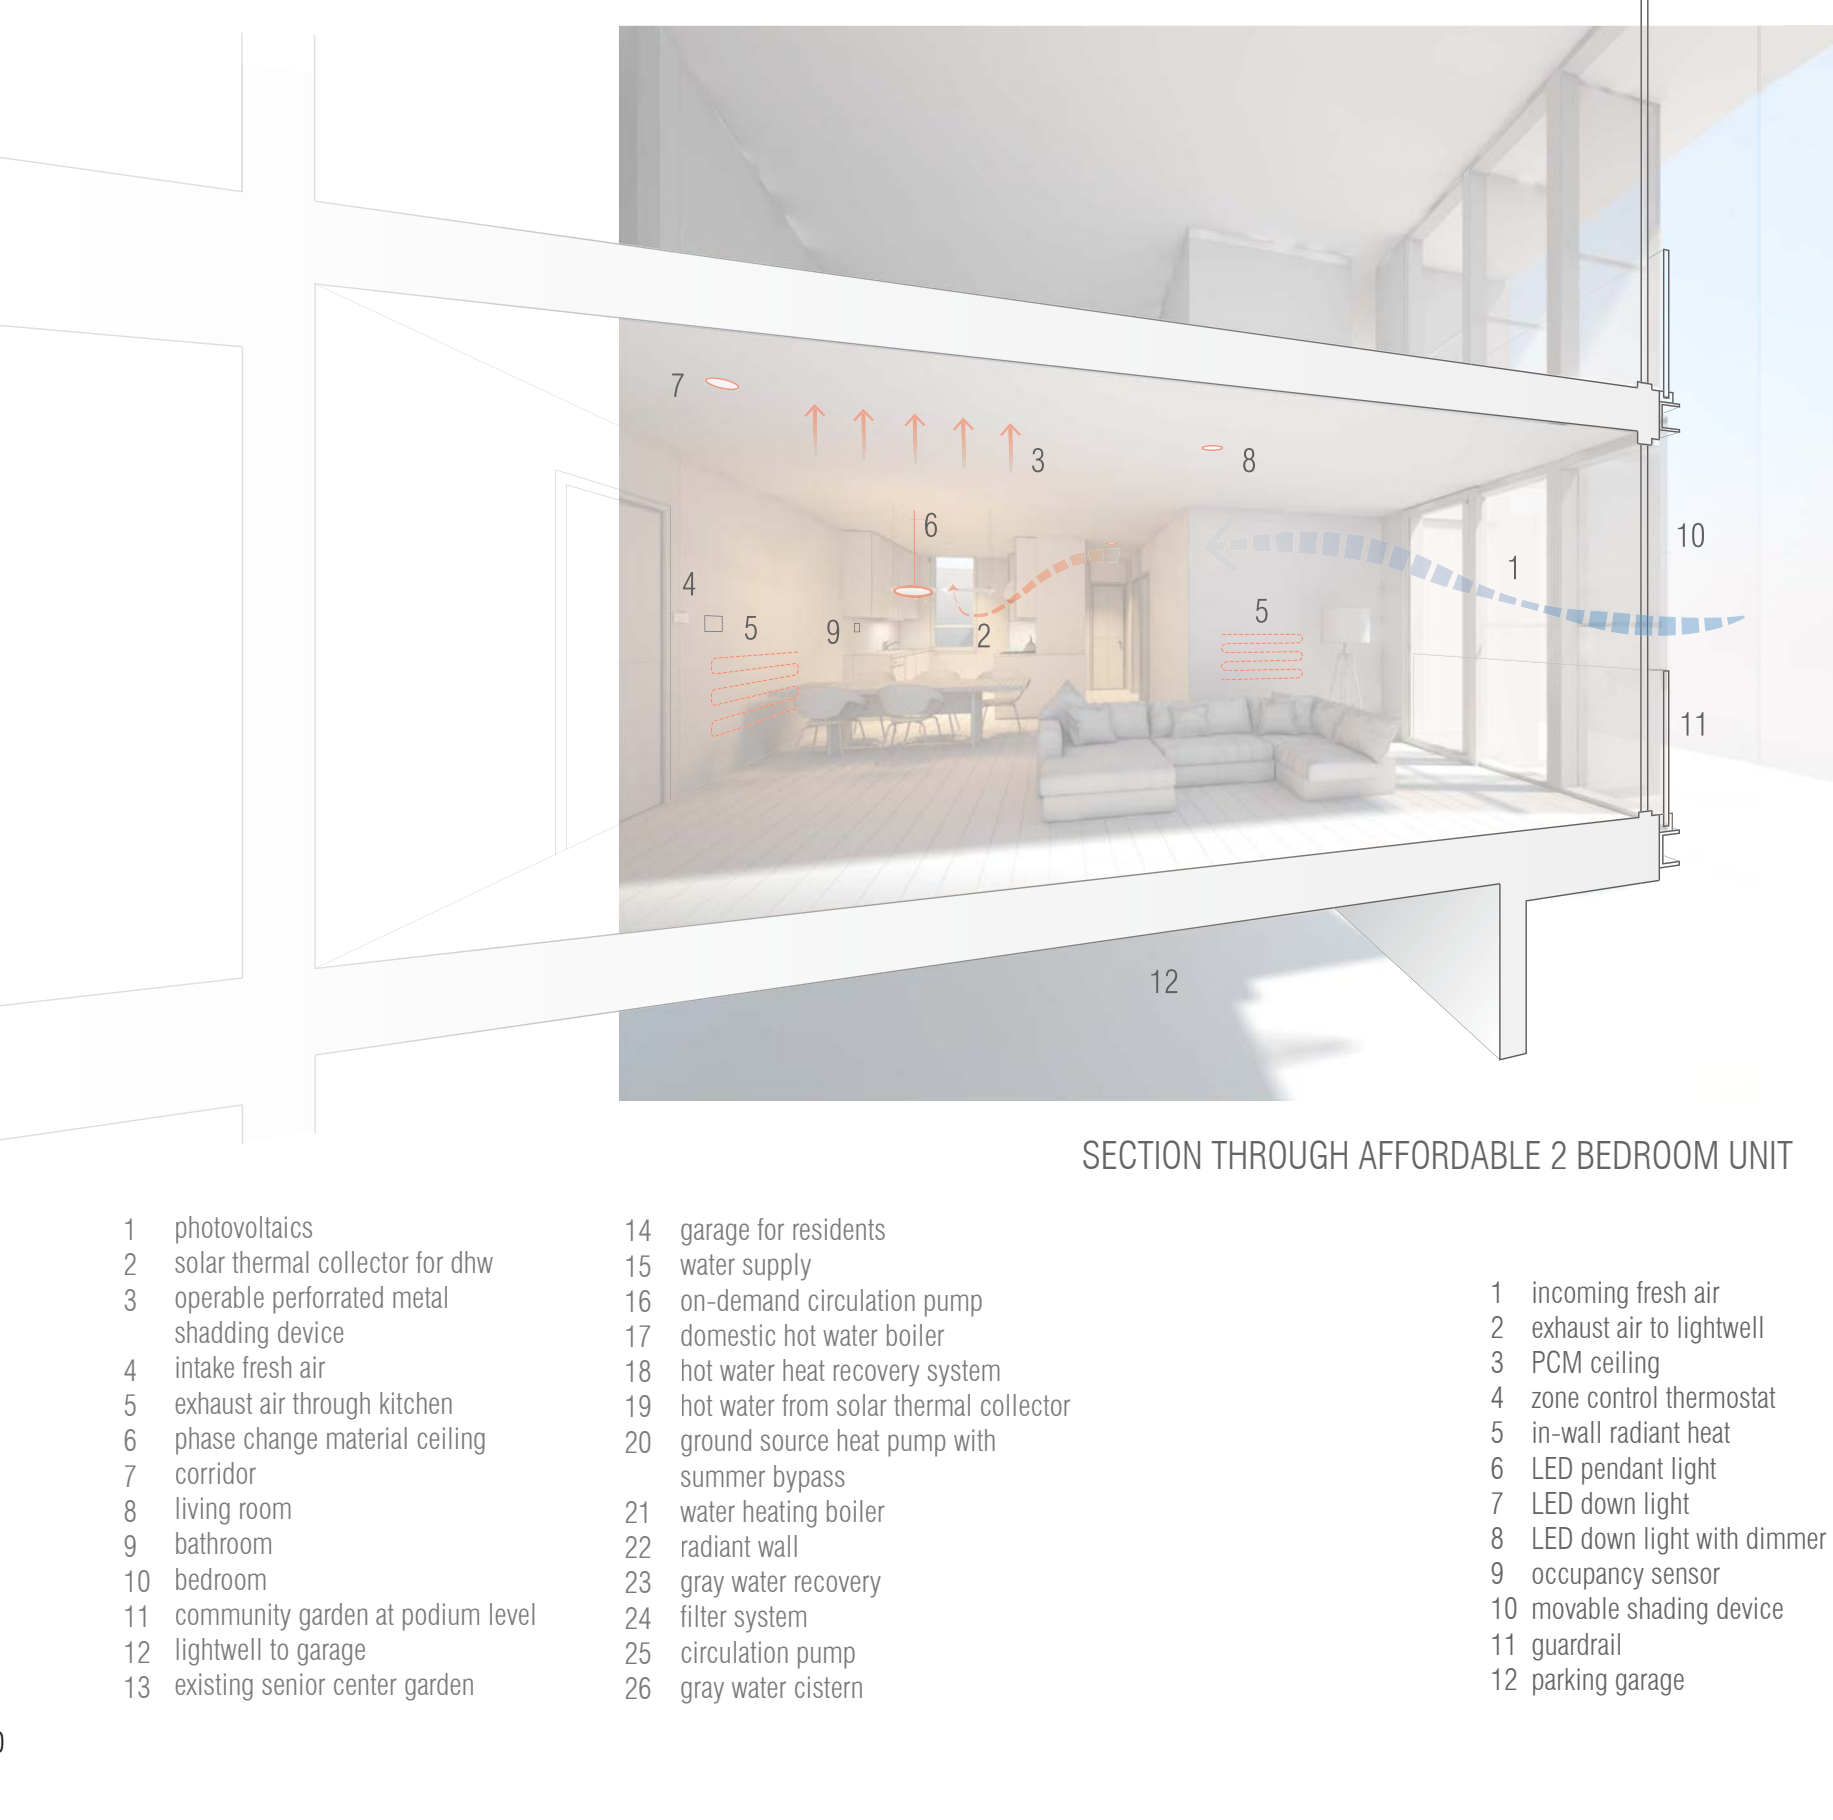 7
3
8
6
10
1
4
5
5
9
2
11
12
SECTION THROUGH AFFORDABLE 2 BEDROOM UNIT
1 photovoltaics
2 solar thermal collector for dhw
3 operable perforrated metal
shadding device
4 intake fresh air
5 exhaust air through kitchen
6 phase change material ceiling
7 corridor
8 living room
9 bathroom
10 bedroom
11 community garden at podium level
12 lightwell to garage
13 existing senior center garden
14 garage for residents
15 water supply
16 on-demand circulation pump
17 domestic hot water boiler
18 hot water heat recovery system
19 hot water from solar thermal collector
20 ground source heat pump with
summer bypass
21 water heating boiler
22 radiant wall
23 gray water recovery
24 filter system
25 circulation pump
26 gray water cistern
1 incoming fresh air
2 exhaust air to lightwell
3 PCM ceiling
4 zone control thermostat
5 in-wall radiant heat
6 LED pendant light
7 LED down light
8 LED down light with dimmer
9 occupancy sensor
10 movable shading device
11 guardrail
12 parking garage